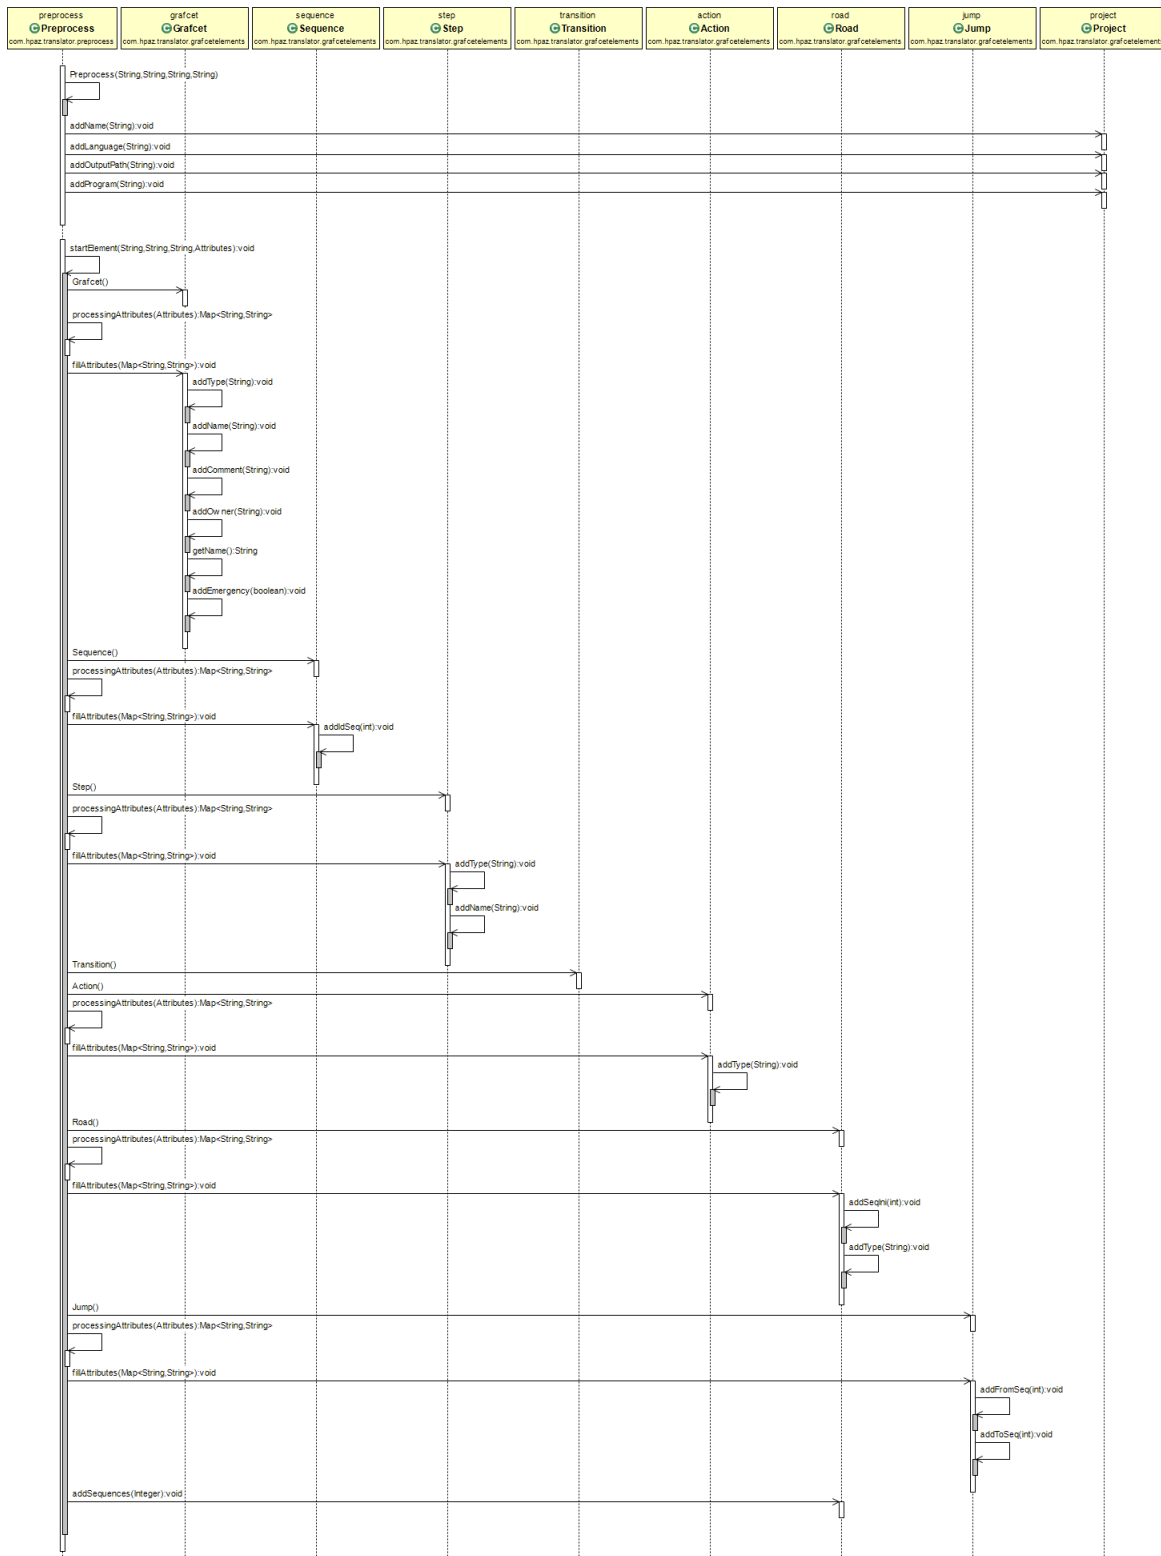 preprocess
Preprocess
com.hpaz.translator.preprocess
grafcet
Grafcet
com.hpaz.translator.grafcetelements
sequence
Sequence
com.hpaz.translator.grafcetelements
step
Step
com.hpaz.translator.grafcetelements
transition
Transition
com.hpaz.translator.grafcetelements
action
Action
com.hpaz.translator.grafcetelements
road
Road
com.hpaz.translator.grafcetelements
jump
Jump
com.hpaz.translator.grafcetelements
project
Project
com.hpaz.translator.grafcetelements
Preprocess(String,String,String,String)
addName(String):void
addLanguage(String):void
addOutputPath(String):void
addProgram(String):void
startElement(String,String,String,Attributes):void
Grafcet()
processingAttributes(Attributes):Map<String,String>
fillAttributes(Map<String,String>):void
addType(String):void
addName(String):void
addComment(String):void
addOwner(String):void
getName():String
addEmergency(boolean):void
Sequence()
processingAttributes(Attributes):Map<String,String>
fillAttributes(Map<String,String>):void
addIdSeq(int):void
Step()
processingAttributes(Attributes):Map<String,String>
fillAttributes(Map<String,String>):void
addType(String):void
addName(String):void
Transition()
Action()
processingAttributes(Attributes):Map<String,String>
fillAttributes(Map<String,String>):void
addType(String):void
Road()
processingAttributes(Attributes):Map<String,String>
fillAttributes(Map<String,String>):void
addSeqIni(int):void
addType(String):void
Jump()
processingAttributes(Attributes):Map<String,String>
fillAttributes(Map<String,String>):void
addFromSeq(int):void
addToSeq(int):void
addSequences(Integer):void